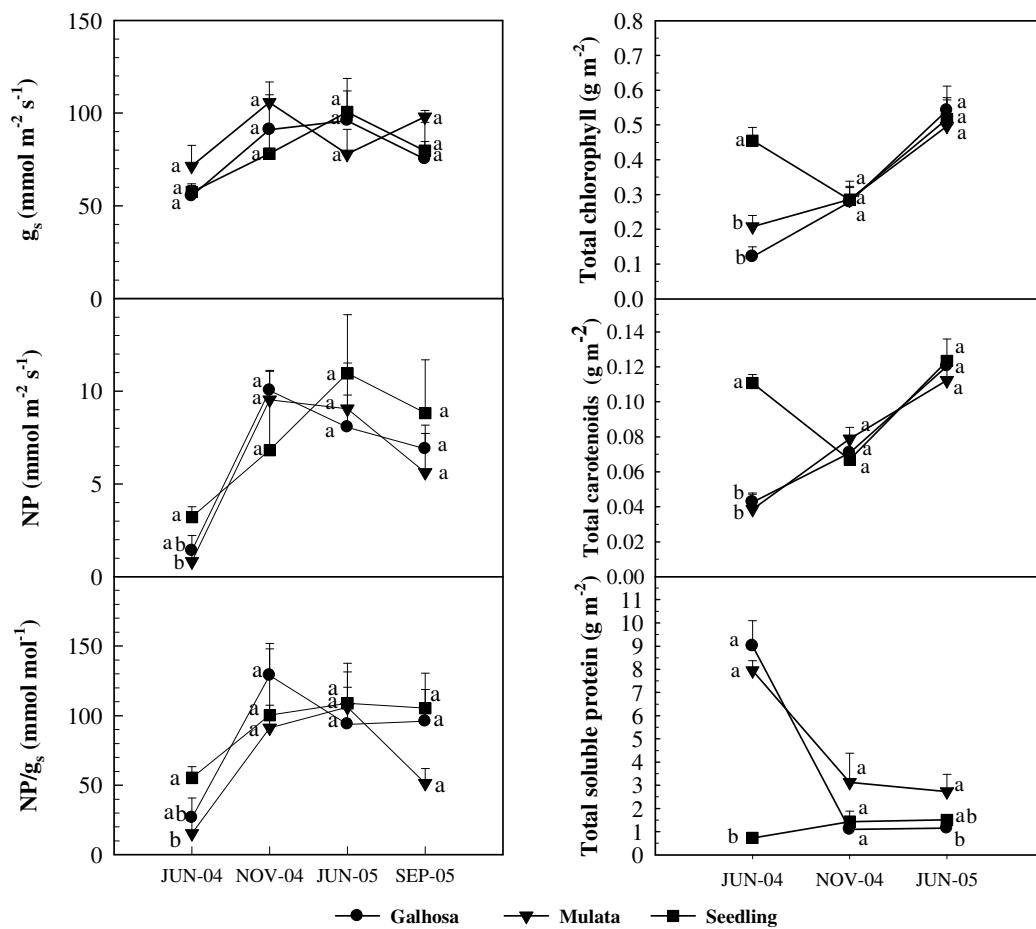 g_s (mmol m^-2 s^-1)
150
100
50
0
a
a
a
a
a
a
a
a
a
a
a
a
NP (mmol m^-2 s^-1)
10
5
0
a
a b
b
a
a
a
a
a
a
a
a
a
NP/g_s (mmol mol^-1)
150
100
50
0
a
ab
b
a
a
a
a
a
a
a
a
a
JUN-04 NOV-04 JUN-05 SEP-05
Total chlorophyll (g m^-2)
0.8
0.7
0.6
0.5
0.4
0.3
0.2
0.1
0.0
a
b
b
a
a
a
a
a
a
Total carotenoids (g m^-2)
0.14
0.12
0.10
0.08
0.06
0.04
0.02
0.00
a
b
b
a
a
a
a
a
a
Total soluble protein (g m^-2)
11
10
9
8
7
6
5
4
3
2
1
0
a
a
b
a
a
a
a
ab
b
JUN-04 NOV-04 JUN-05
Galhosa Mulata Seedling